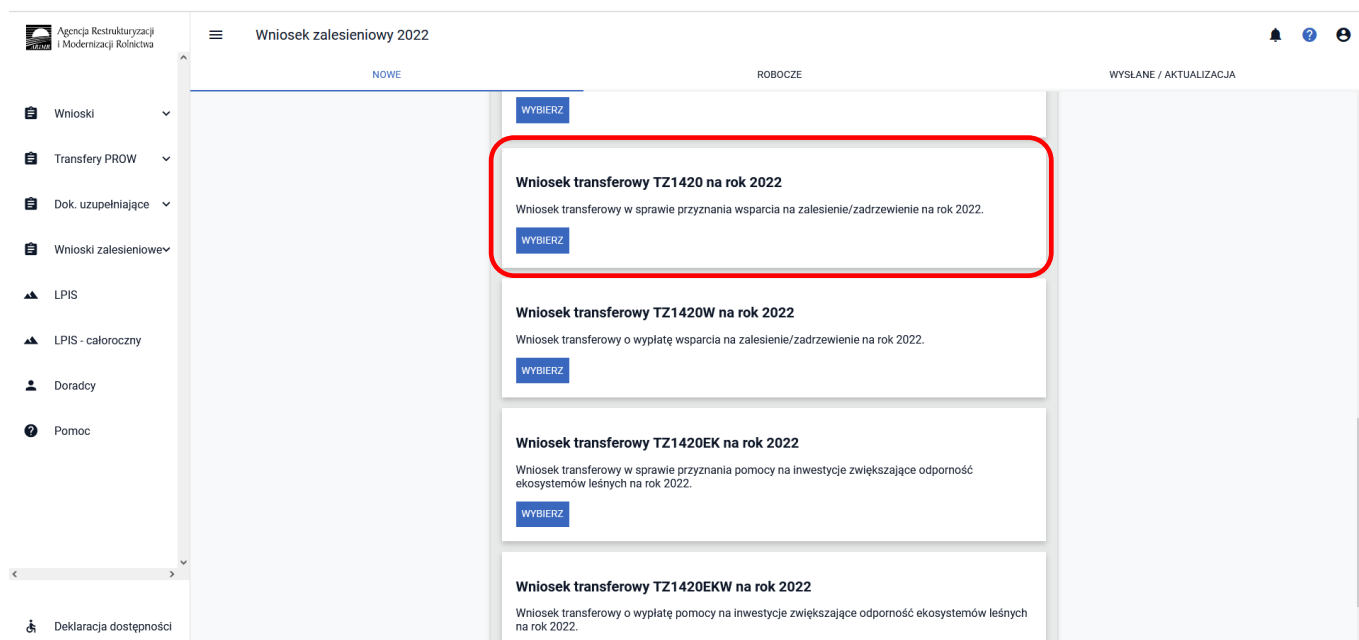 Agencja Restrukturyzacji
i Modernizacji Rolnictwa
ARiMR
Wniosek zalesieniowy 2022
NOWE
ROBOCZE
WYSŁANE / AKTUALIZACJA
Wnioski
Transfery PROW
Dok. uzupełniające
Wnioski zalesieniowe
LPIS
LPIS - całoroczny
Doradcy
Pomoc
Deklaracja dostępności
WYBIERZ
Wniosek transferowy TZ1420 na rok 2022
Wniosek transferowy w sprawie przyznania wsparcia na zalesienie/zadrzewienie na rok 2022.
WYBIERZ
Wniosek transferowy TZ1420W na rok 2022
Wniosek transferowy o wypłatę wsparcia na zalesienie/zadrzewienie na rok 2022.
WYBIERZ
Wniosek transferowy TZ1420EK na rok 2022
Wniosek transferowy w sprawie przyznania pomocy na inwestycje zwiększające odporność
ekosystemów leśnych na rok 2022.
WYBIERZ
Wniosek transferowy TZ1420EKW na rok 2022
Wniosek transferowy o wypłatę pomocy na inwestycje zwiększające odporność ekosystemów leśnych
na rok 2022.